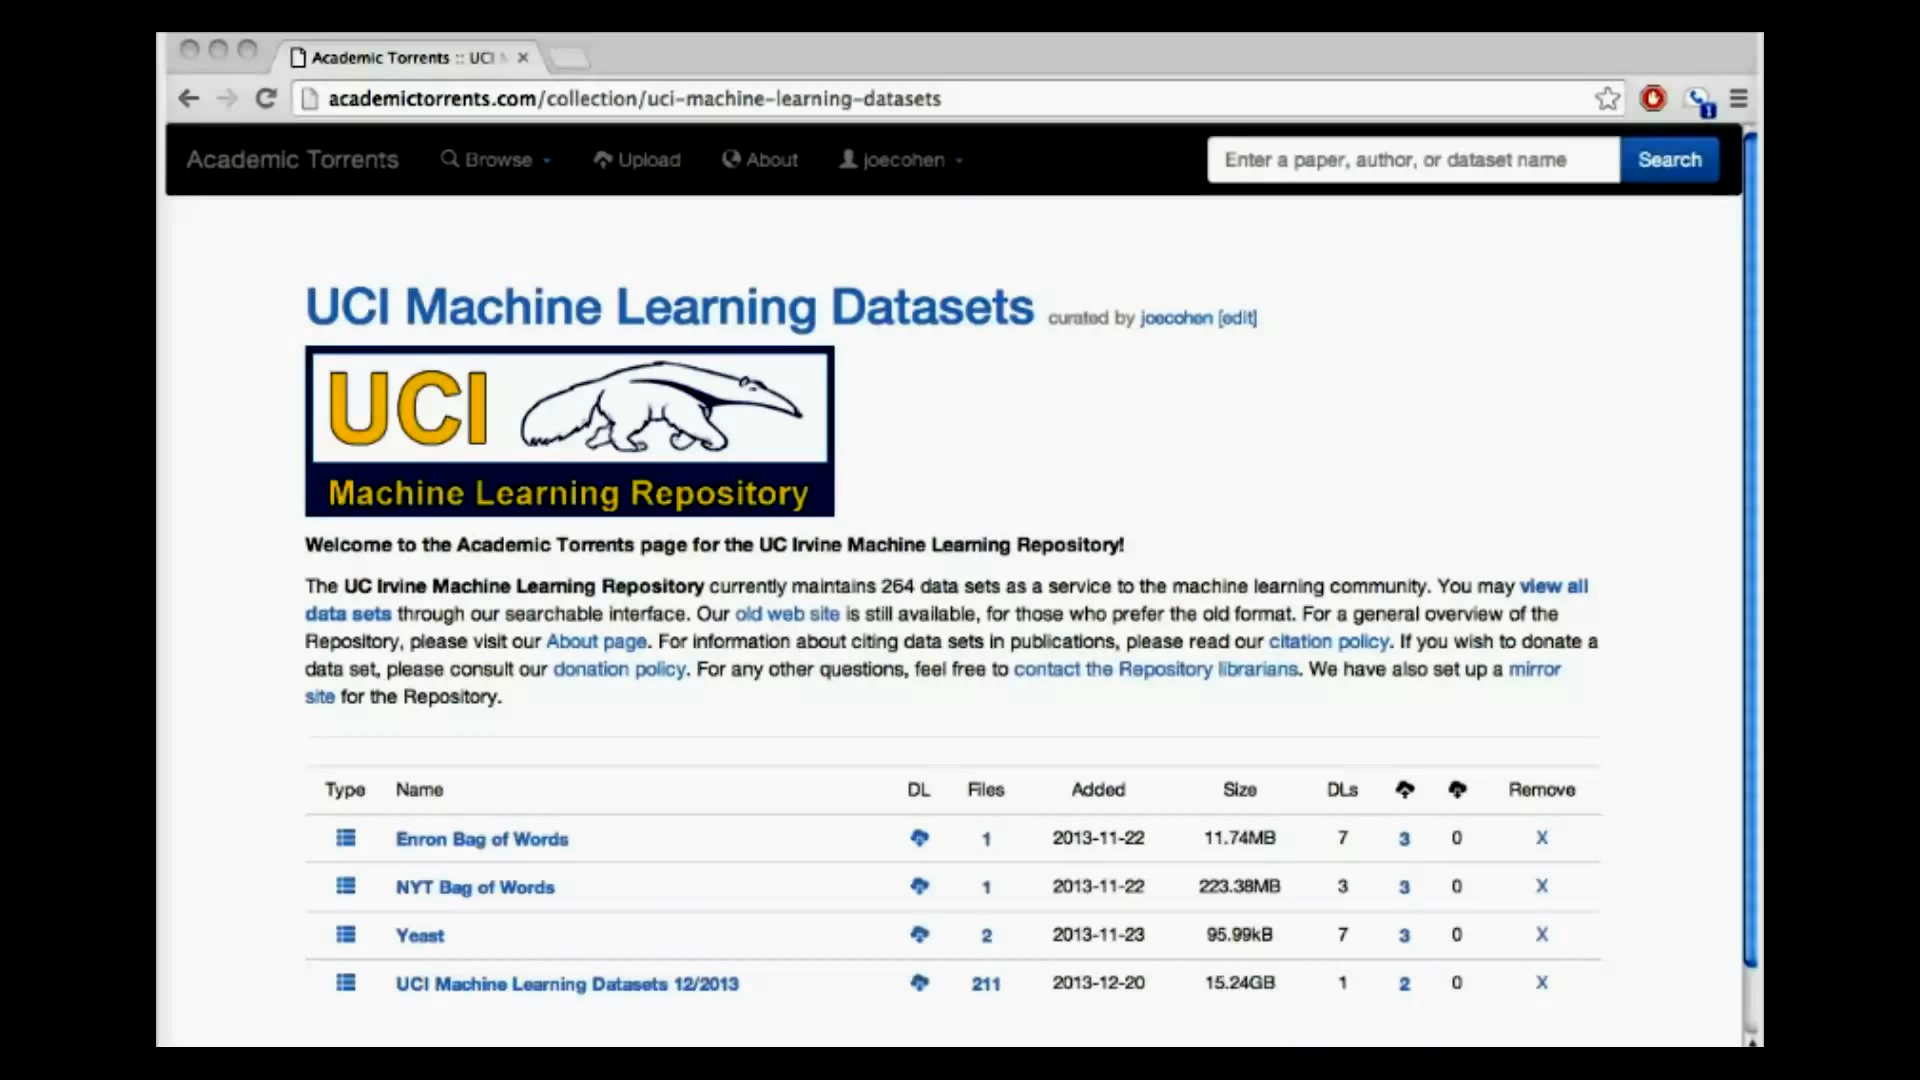 Academic Torrents :: UCI
academictorrents.com/collection/uci-machine-learning-datasets
Academic Torrents Browse Upload About joecohen Enter a paper, author, or dataset name Search
UCI Machine Learning Datasets curated by joecohen [edit]
UCI
Machine Learning Repository
Welcome to the Academic Torrents page for the UC Irvine Machine Learning Repository!
The UC Irvine Machine Learning Repository currently maintains 264 data sets as a service to the machine learning community. You may view all
data sets through our searchable interface. Our old web site is still available, for those who prefer the old format. For a general overview of the
Repository, please visit our About page. For information about citing data sets in publications, please read our citation policy. If you wish to donate a
data set, please consult our donation policy. For any other questions, feel free to contact the Repository librarians. We have also set up a mirror
site for the Repository.
Type Name DL Files Added Size DLs Remove
Enron Bag of Words 1 2013-11-22 11.74MB 7 3 0 X
NYT Bag of Words 1 2013-11-22 223.38MB 3 3 0 X
Yeast 2 2013-11-23 95.99kB 7 3 0 X
UCI Machine Learning Datasets 12/2013 211 2013-12-20 15.24GB 1 2 0 X